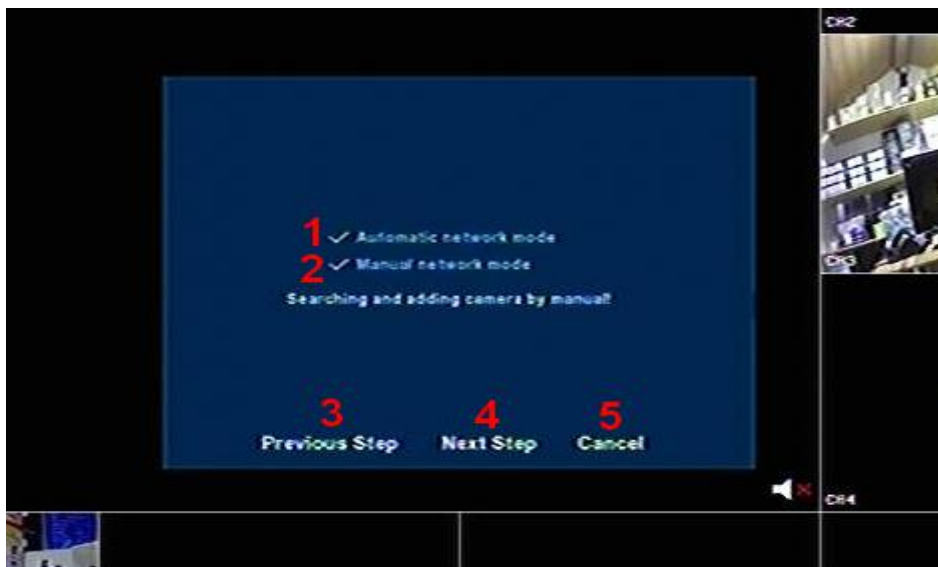 CH2
1 ✓ Automatic network mode
2 ✓ Manual network mode
CH3
Searching and adding camera by manual!
3 4 5
Previous Step Next Step Cancel
CH4